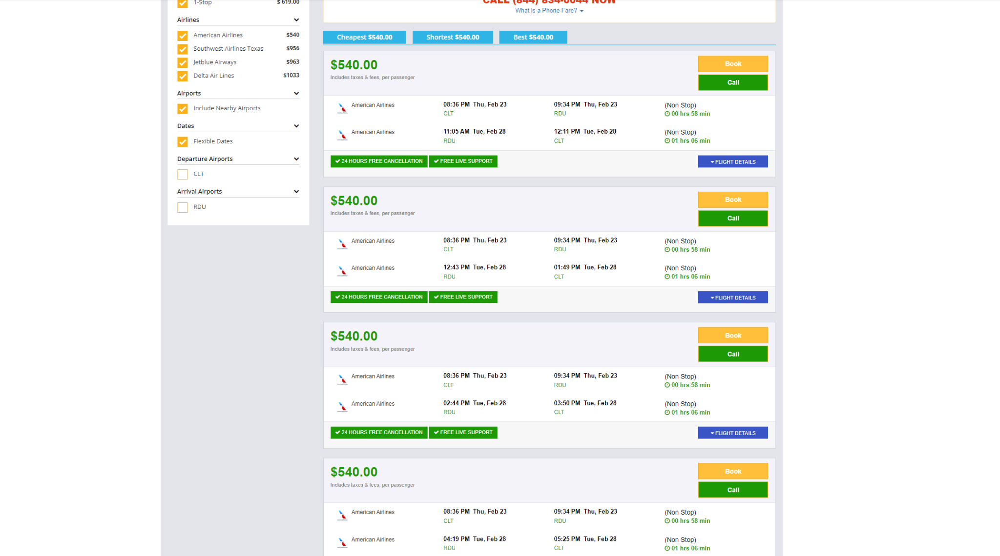 1-Stop $ 619.00
Airlines
American Airlines $540
Southwest Airlines Texas $956
Jetblue Airways $963
Delta Air Lines $1033
Airports
Include Nearby Airports
Dates
Flexible Dates
Departure Airports
CLT
Arrival Airports
RDU
CALL (844) 834-0044 NOW
What is a Phone Fare?
Cheapest $540.00 Shortest $540.00 Best $540.00
$540.00 Book
Includes taxes & fees, per passenger
Call
American Airlines 08:36 PM Thu, Feb 23 09:34 PM Thu, Feb 23 (Non Stop)
CLT RDU 00 hrs 58 min
American Airlines 11:05 AM Tue, Feb 28 12:11 PM Tue, Feb 28 (Non Stop)
RDU CLT 01 hrs 06 min
24 HOURS FREE CANCELLATION FREE LIVE SUPPORT FLIGHT DETAILS
$540.00 Book
Includes taxes & fees, per passenger
Call
American Airlines 08:36 PM Thu, Feb 23 09:34 PM Thu, Feb 23 (Non Stop)
CLT RDU 00 hrs 58 min
American Airlines 12:43 PM Tue, Feb 28 01:49 PM Tue, Feb 28 (Non Stop)
RDU CLT 01 hrs 06 min
24 HOURS FREE CANCELLATION FREE LIVE SUPPORT FLIGHT DETAILS
$540.00 Book
Includes taxes & fees, per passenger
Call
American Airlines 08:36 PM Thu, Feb 23 09:34 PM Thu, Feb 23 (Non Stop)
CLT RDU 00 hrs 58 min
American Airlines 02:44 PM Tue, Feb 28 03:50 PM Tue, Feb 28 (Non Stop)
RDU CLT 01 hrs 06 min
24 HOURS FREE CANCELLATION FREE LIVE SUPPORT FLIGHT DETAILS
$540.00 Book
Includes taxes & fees, per passenger
Call
American Airlines 08:36 PM Thu, Feb 23 09:34 PM Thu, Feb 23 (Non Stop)
CLT RDU 00 hrs 58 min
American Airlines 04:19 PM Tue, Feb 28 05:25 PM Tue, Feb 28 (Non Stop)
RDU CLT 01 hrs 06 min